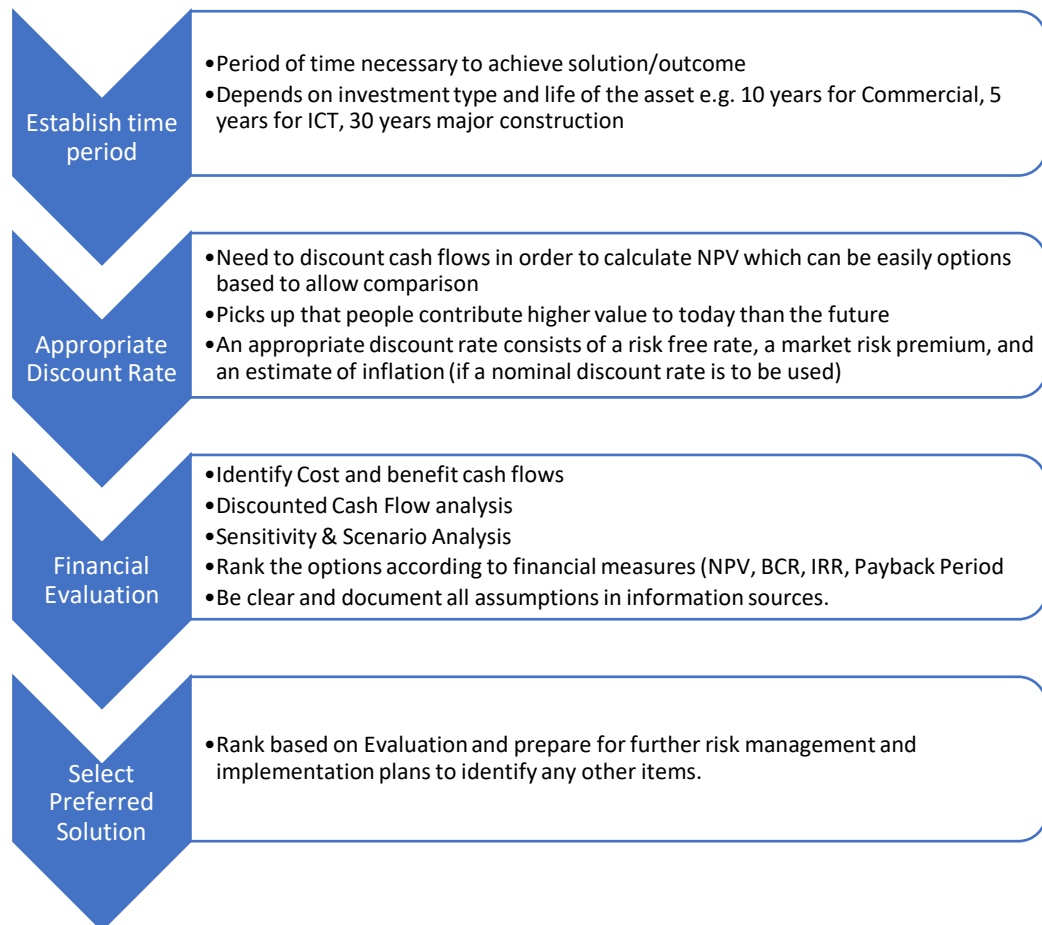 Establish time
period
•Period of time necessary to achieve solution/outcome
•Depends on investment type and life of the asset e.g. 10 years for Commercial, 5
years for ICT, 30 years major construction
Appropriate
Discount Rate
•Need to discount cash flows in order to calculate NPV which can be easily options
based to allow comparison
•Picks up that people contribute higher value to today than the future
•An appropriate discount rate consists of a risk free rate, a market risk premium, and
an estimate of inflation (if a nominal discount rate is to be used)
Financial
Evaluation
•Identify Cost and benefit cash flows
•Discounted Cash Flow analysis
•Sensitivity & Scenario Analysis
•Rank the options according to financial measures (NPV, BCR, IRR, Payback Period
•Be clear and document all assumptions in information sources.
Select
Preferred
Solution
•Rank based on Evaluation and prepare for further risk management and
implementation plans to identify any other items.